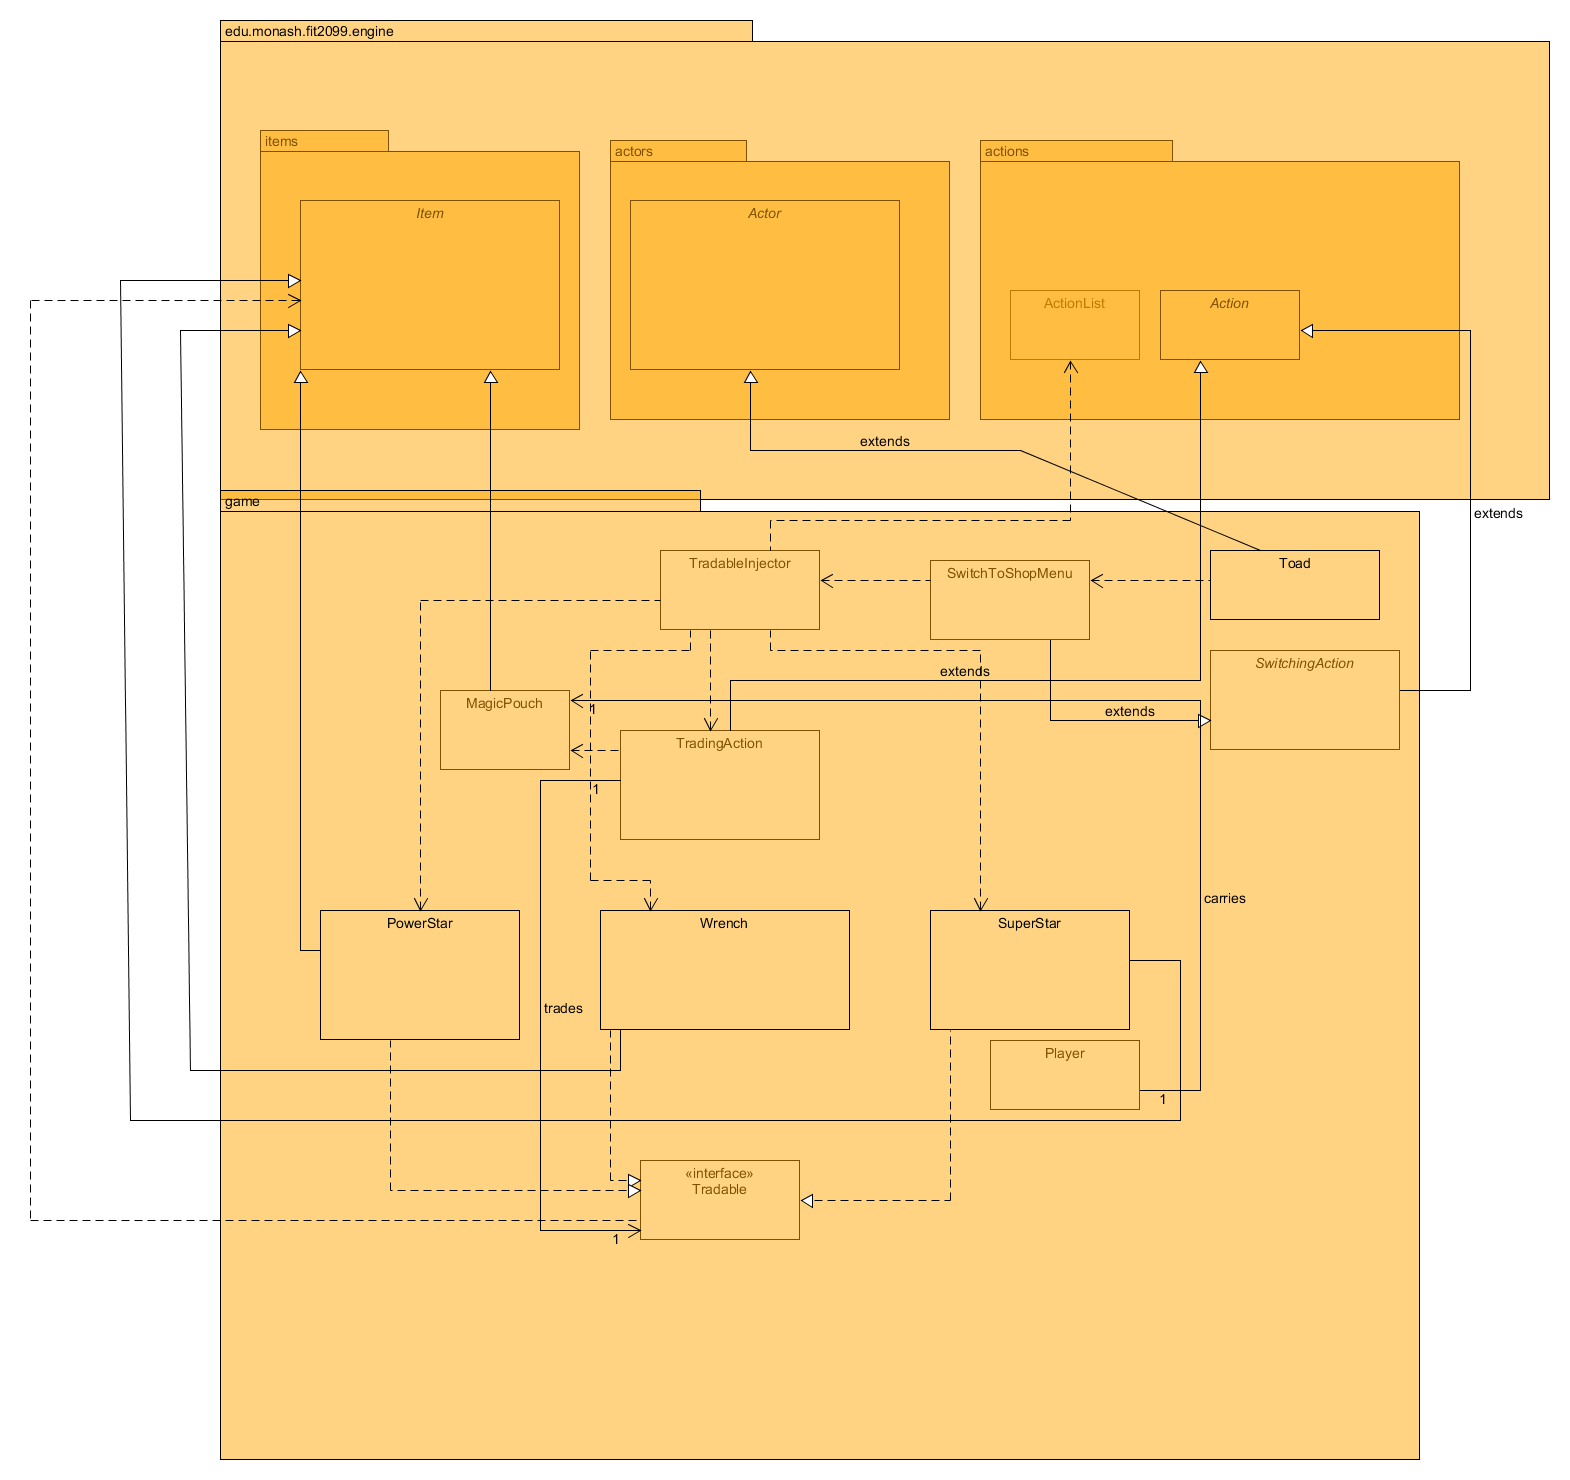 edu.monash.fit2099.engine
items
actors
actions
Item
Actor
ActionList
Action
extends
game
extends
TradableInjector
SwitchToShopMenu
Toad
extends
SwitchingAction
MagicPouch
1
extends
TradingAction
1
carries
PowerStar
Wrench
SuperStar
trades
Player
1
«interface»
Tradable
1